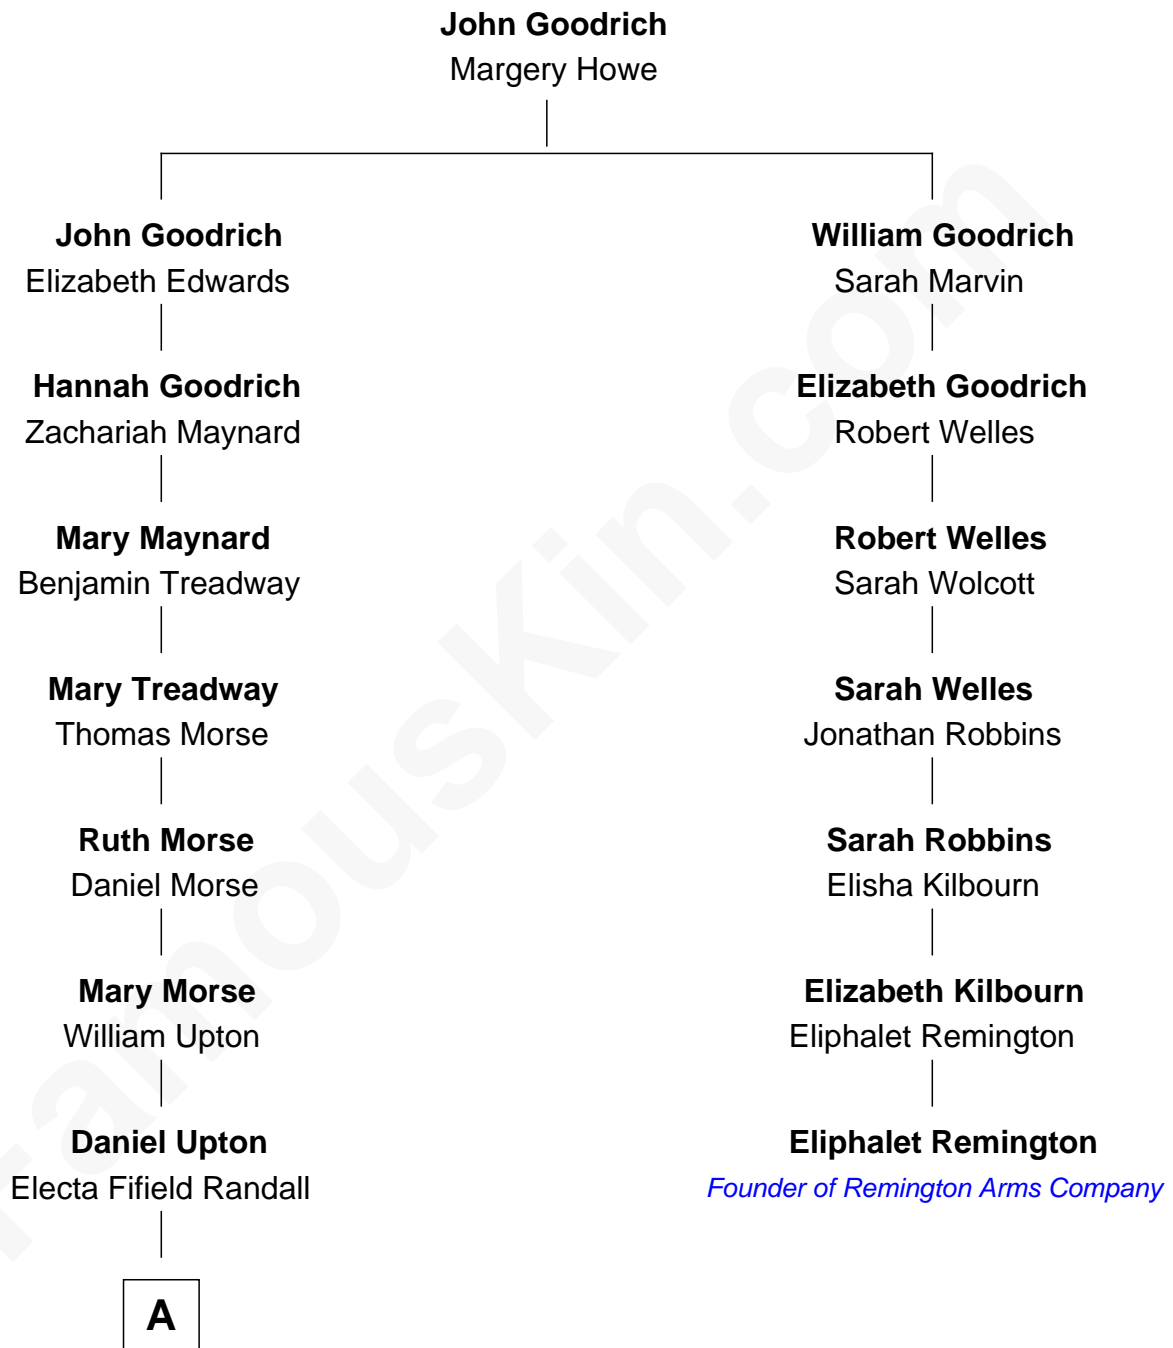 John Goodrich
Margery Howe
John Goodrich
Elizabeth Edwards
William Goodrich
Sarah Marvin
Hannah Goodrich
Zachariah Maynard
Elizabeth Goodrich
Robert Welles
Mary Maynard
Benjamin Treadway
Robert Welles
Sarah Wolcott
Mary Treadway
Thomas Morse
Sarah Welles
Jonathan Robbins
Ruth Morse
Daniel Morse
Sarah Robbins
Elisha Kilbourn
Mary Morse
William Upton
Elizabeth Kilbourn
Eliphalet Remington
Daniel Upton
Electa Fifield Randall
Eliphalet Remington
Founder of Remington Arms Company
A
FamousKin.com